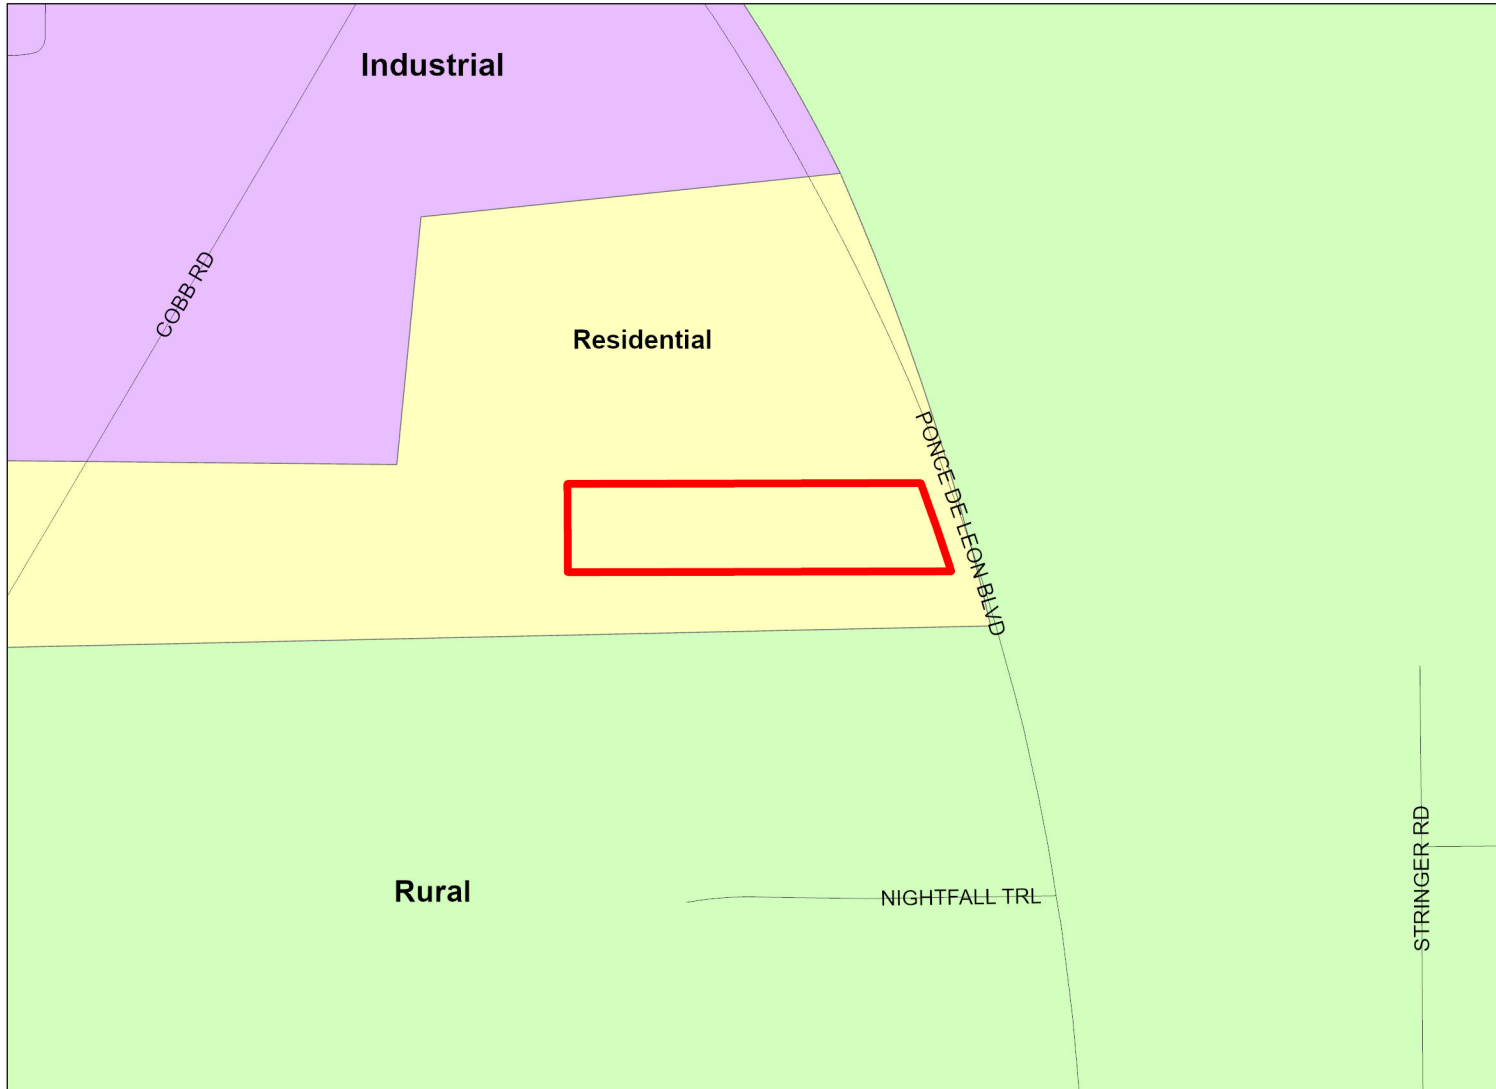 Industrial
COBB RD
Residential
PONCE DE LEON BLVD
Rural
NIGHTFALL TRL
STRINGER RD